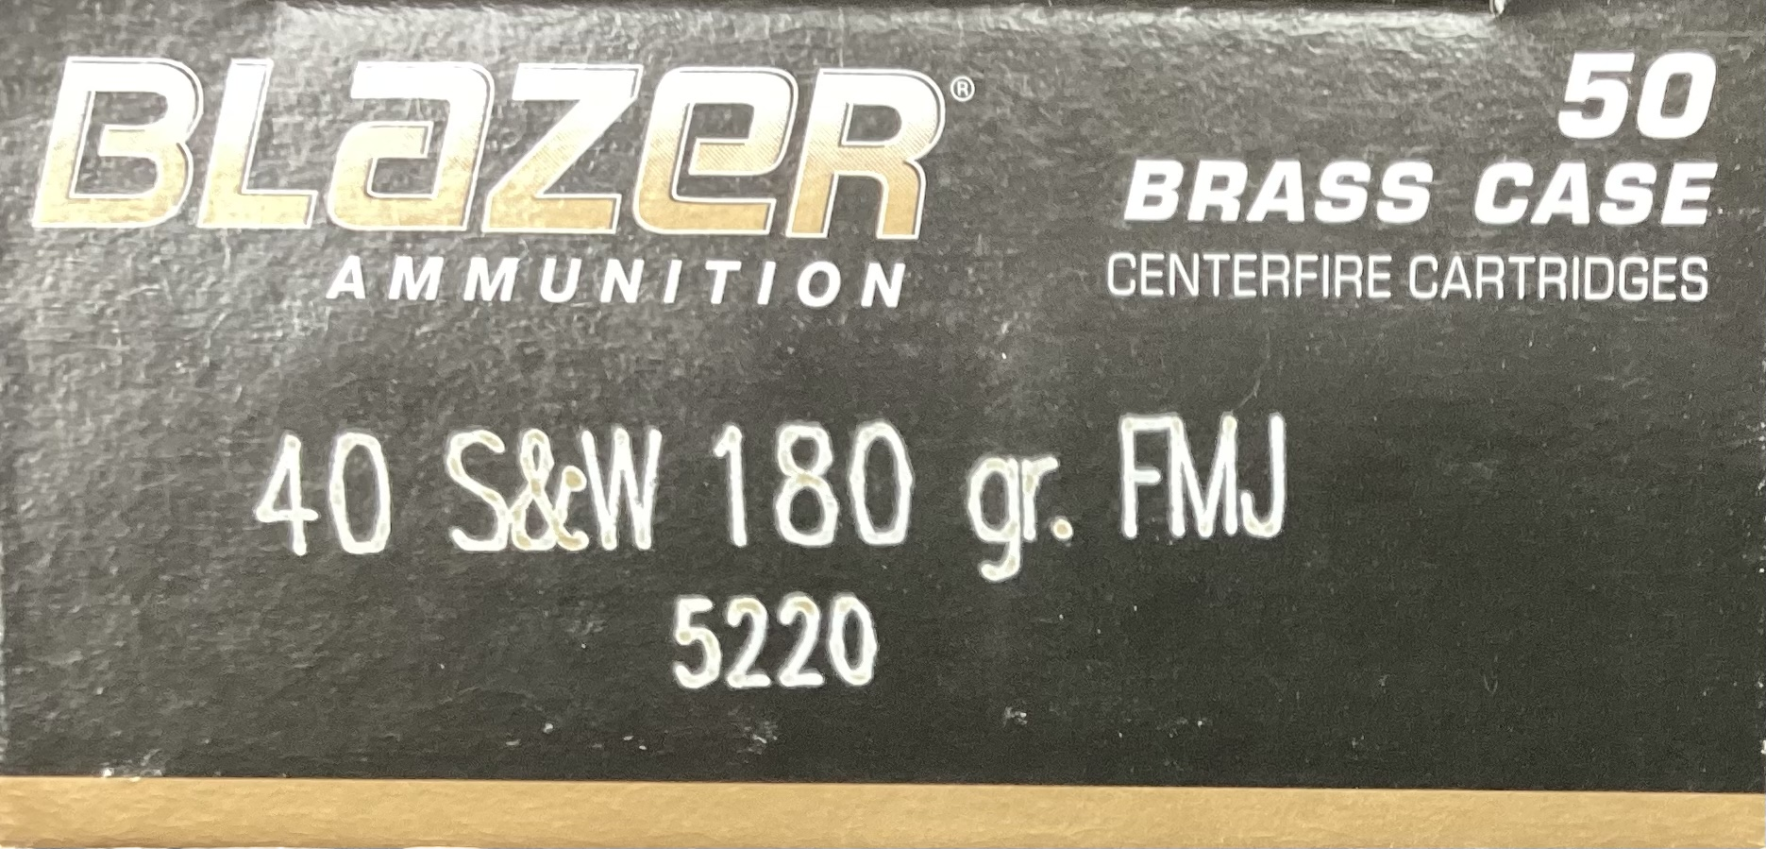 BLazeR®
AMMUNITION
50
BRASS CASE
CENTERFIRE CARTRIDGES
40 S&W 180 gr. FMJ
5220